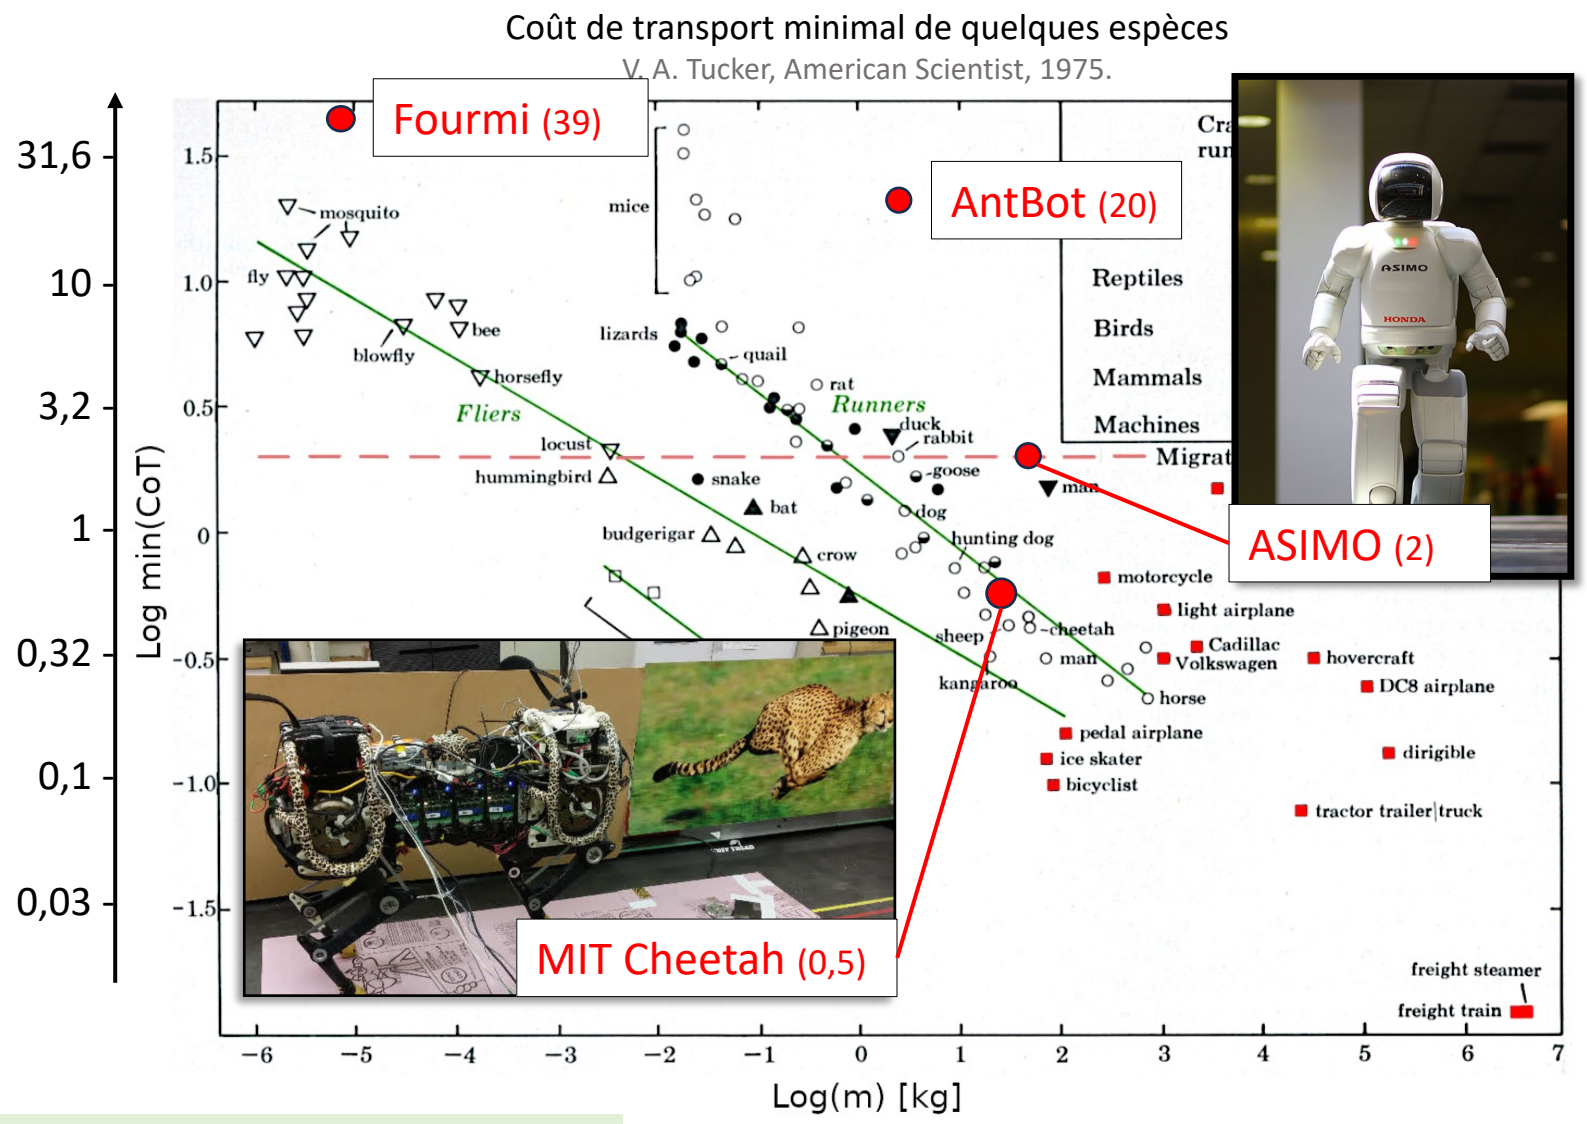 Coût de transport minimal de quelques espèces
V. A. Tucker, American Scientist, 1975.
Fourmi (39)
AntBot (20)
31,6
10
3,2
1
0,32
0,1
0,03
Log min(CoT)
1.5
1.0
0.5
0
−0.5
−1.0
−1.5
mice
mosquito
fly
bee
blowfly
horsefly
Fliers
lizards
quail
rat
Runners
duck
rabbit
locust
hummingbird
snake
goose
man
bat
dog
budgerigar
crow
hunting dog
pigeon
sheep
cheetah
man
kangaroo
horse
Reptiles
Birds
Mammals
Machines
Migrat
ASIMO
HONDA
ASIMO (2)
motorcycle
light airplane
Cadillac
Volkswagen
hovercraft
DC8 airplane
pedal airplane
ice skater
bicyclist
dirigible
tractor trailer|truck
MIT Cheetah (0,5)
freight steamer
freight train
−6 −5 −4 −3 −2 −1 0 1 2 3 4 5 6 7
Log(m) [kg]